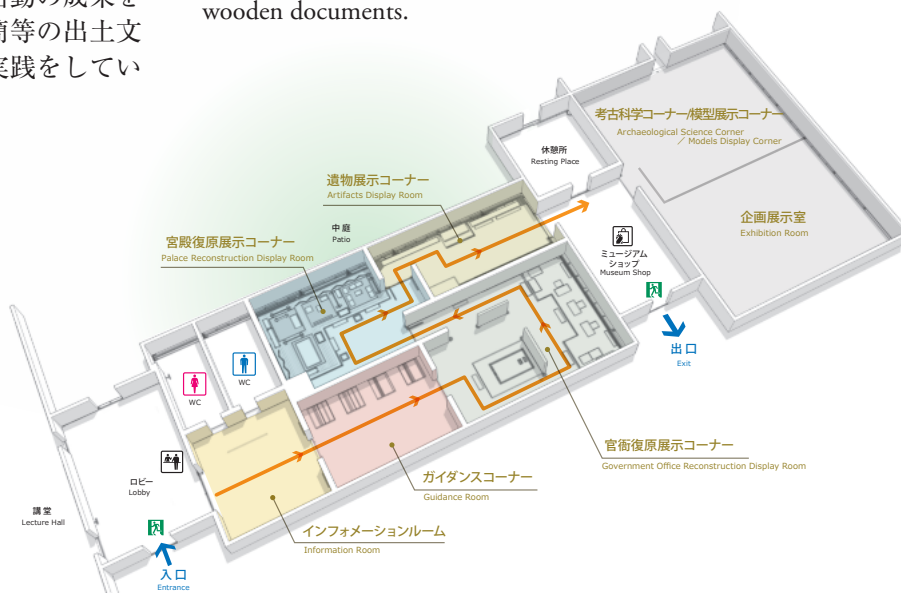 動の成果を
簡等の出土文
実践をしてい
wooden documents.
考古科学コーナー/模型展示コーナー
Archaeological Science Corner
／ Models Display Corner
休憩所
Resting Place
遺物展示コーナー
Artifacts Display Room
企画展示室
Exhibition Room
中庭
Patio
宮殿復原展示コーナー
Palace Reconstruction Display Room
ミュージアム
ショップ
Museum Shop
出口
Exit
WC
WC
官衙復原展示コーナー
Government Office Reconstruction Display Room
ガイダンスコーナー
Guidance Room
ロビー
Lobby
講堂
Lecture Hall
インフォメーションルーム
Information Room
入口
Entrance